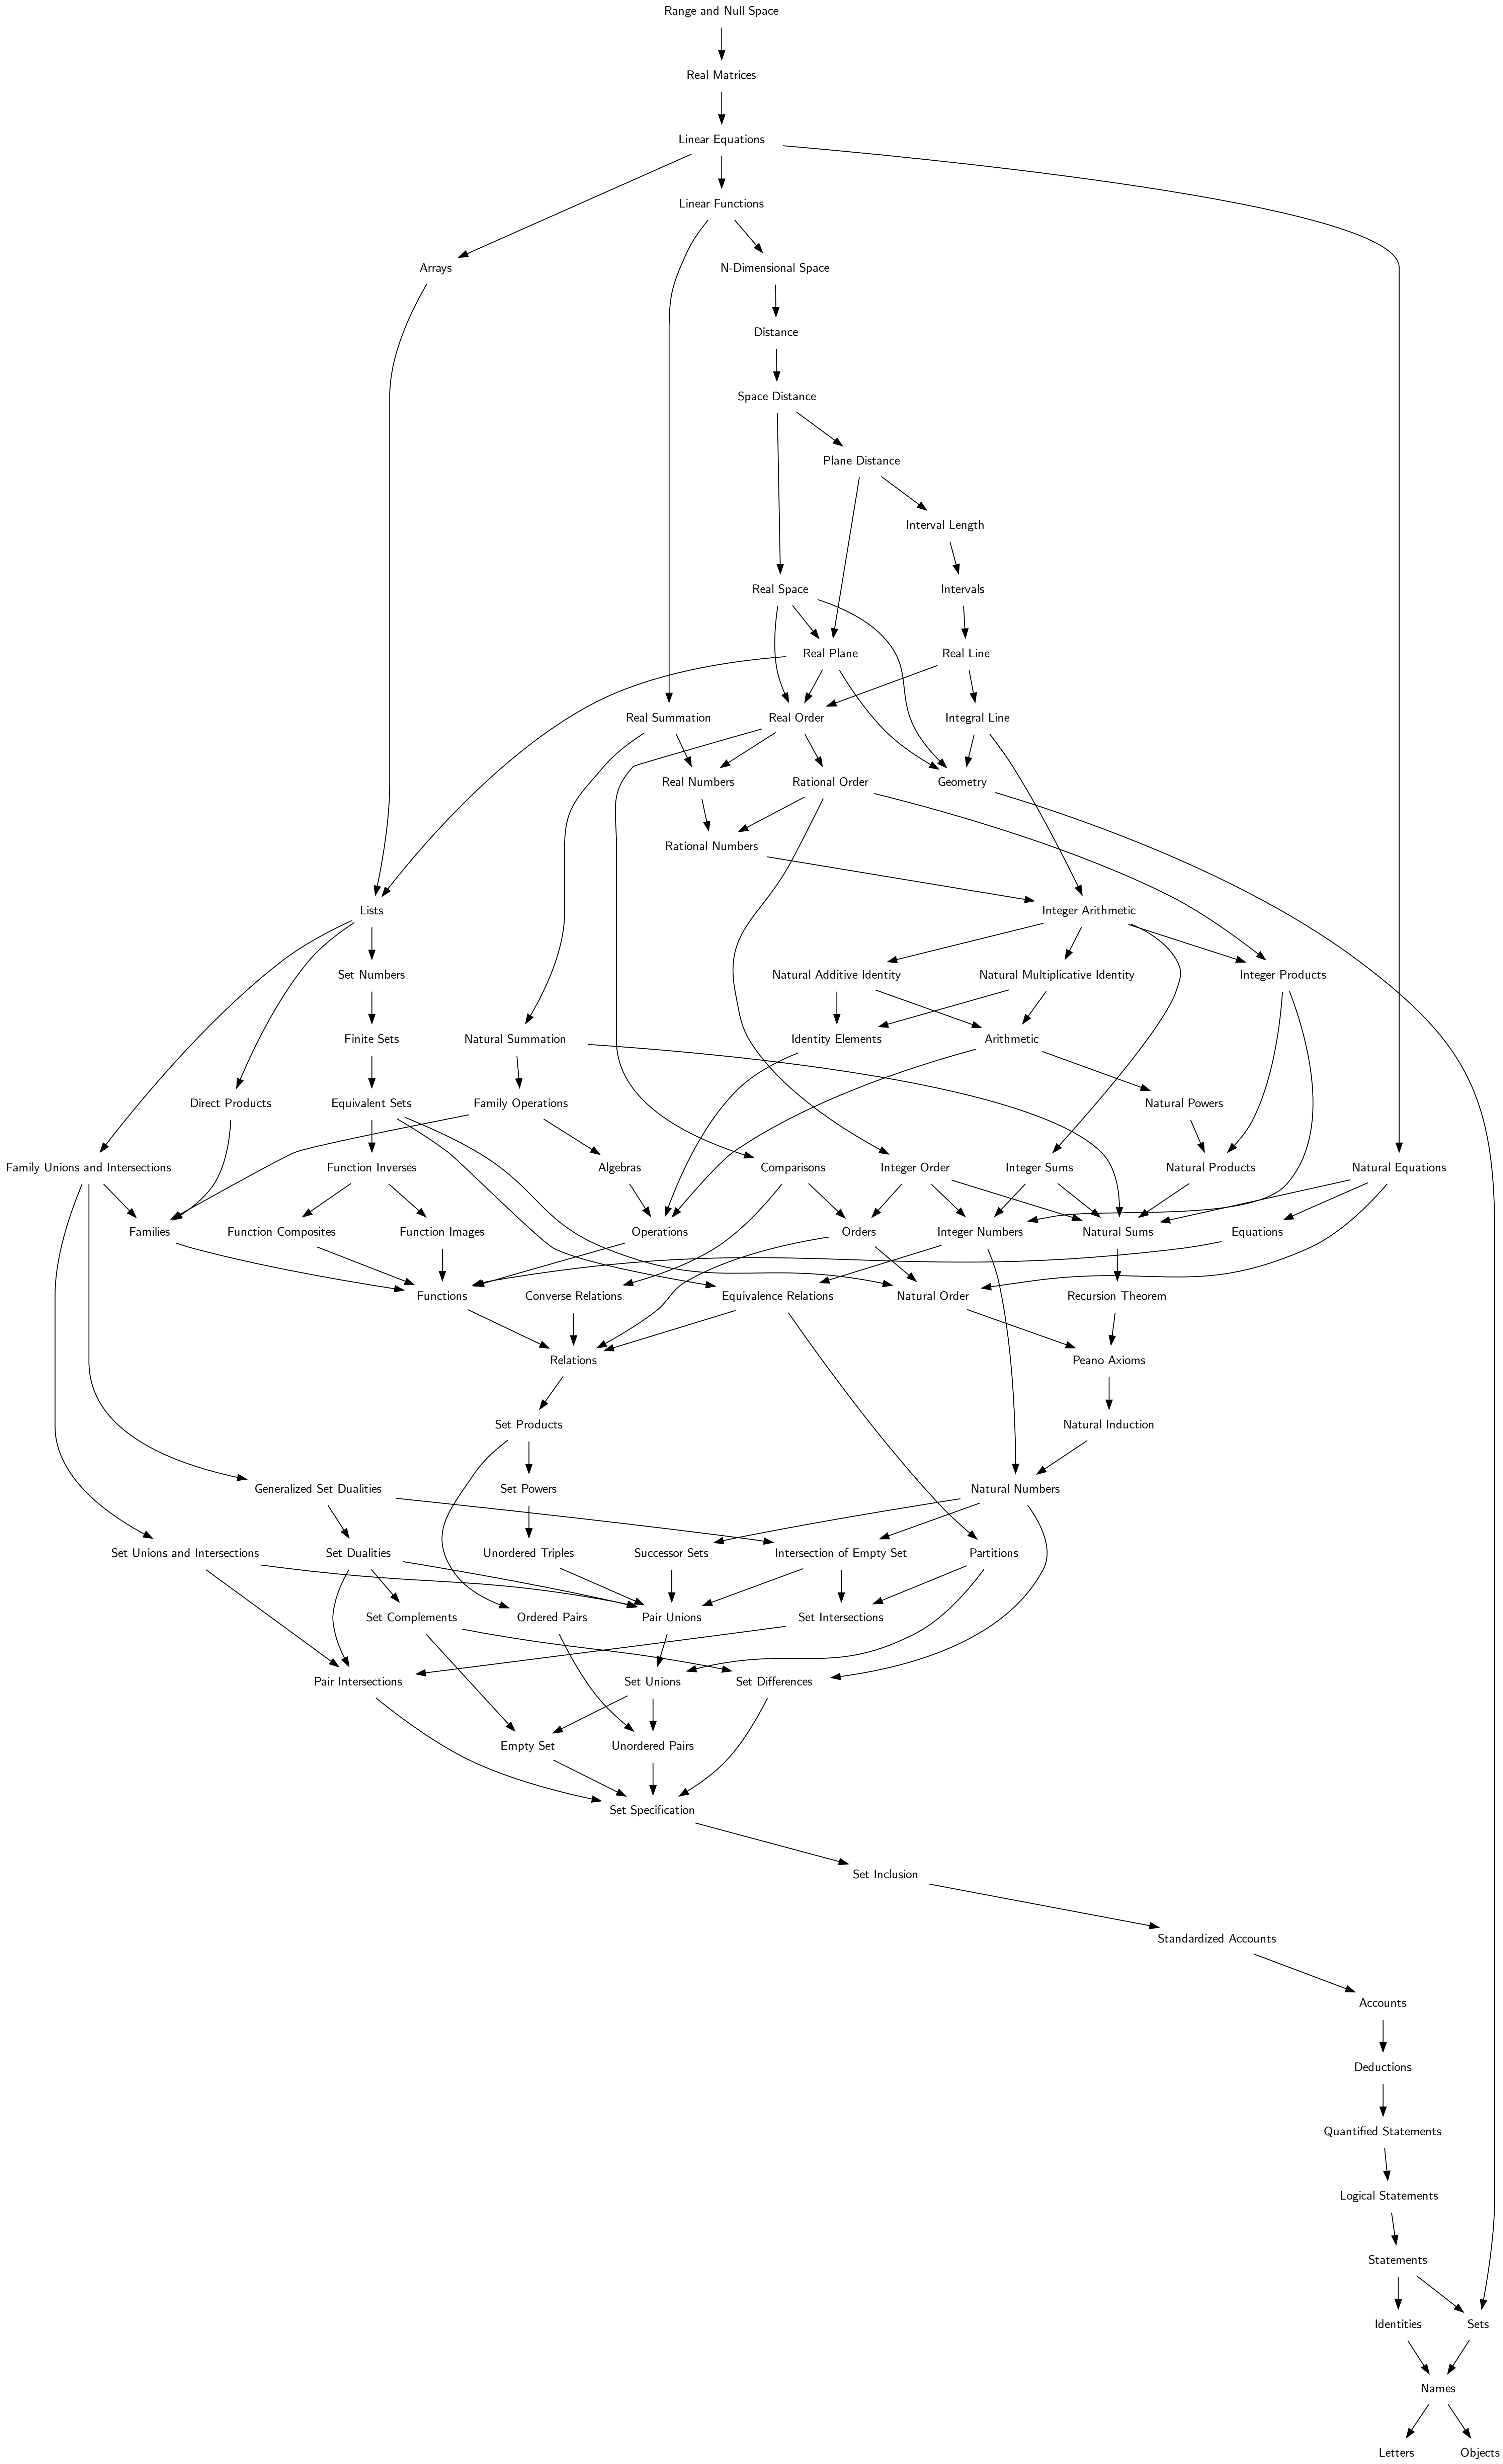 Range and Null Space
Real Matrices
Linear Equations
Linear Functions
Arrays
N-Dimensional Space
Distance
Space Distance
Plane Distance
Interval Length
Real Space
Intervals
Real Plane
Real Line
Real Summation
Real Order
Integral Line
Real Numbers
Rational Order
Geometry
Rational Numbers
Lists
Integer Arithmetic
Set Numbers
Natural Additive Identity
Natural Multiplicative Identity
Integer Products
Finite Sets
Natural Summation
Identity Elements
Arithmetic
Direct Products
Equivalent Sets
Family Operations
Natural Powers
Family Unions and Intersections
Function Inverses
Algebras
Comparisons
Integer Order
Integer Sums
Natural Products
Natural Equations
Families
Function Composites
Function Images
Operations
Orders
Integer Numbers
Natural Sums
Equations
Functions
Converse Relations
Equivalence Relations
Natural Order
Recursion Theorem
Relations
Peano Axioms
Set Products
Natural Induction
Generalized Set Dualities
Set Powers
Natural Numbers
Set Unions and Intersections
Set Dualities
Unordered Triples
Successor Sets
Intersection of Empty Set
Partitions
Set Complements
Ordered Pairs
Pair Unions
Set Intersections
Pair Intersections
Set Unions
Set Differences
Empty Set
Unordered Pairs
Set Specification
Set Inclusion
Standardized Accounts
Accounts
Deductions
Quantified Statements
Logical Statements
Statements
Identities
Sets
Names
Letters
Objects